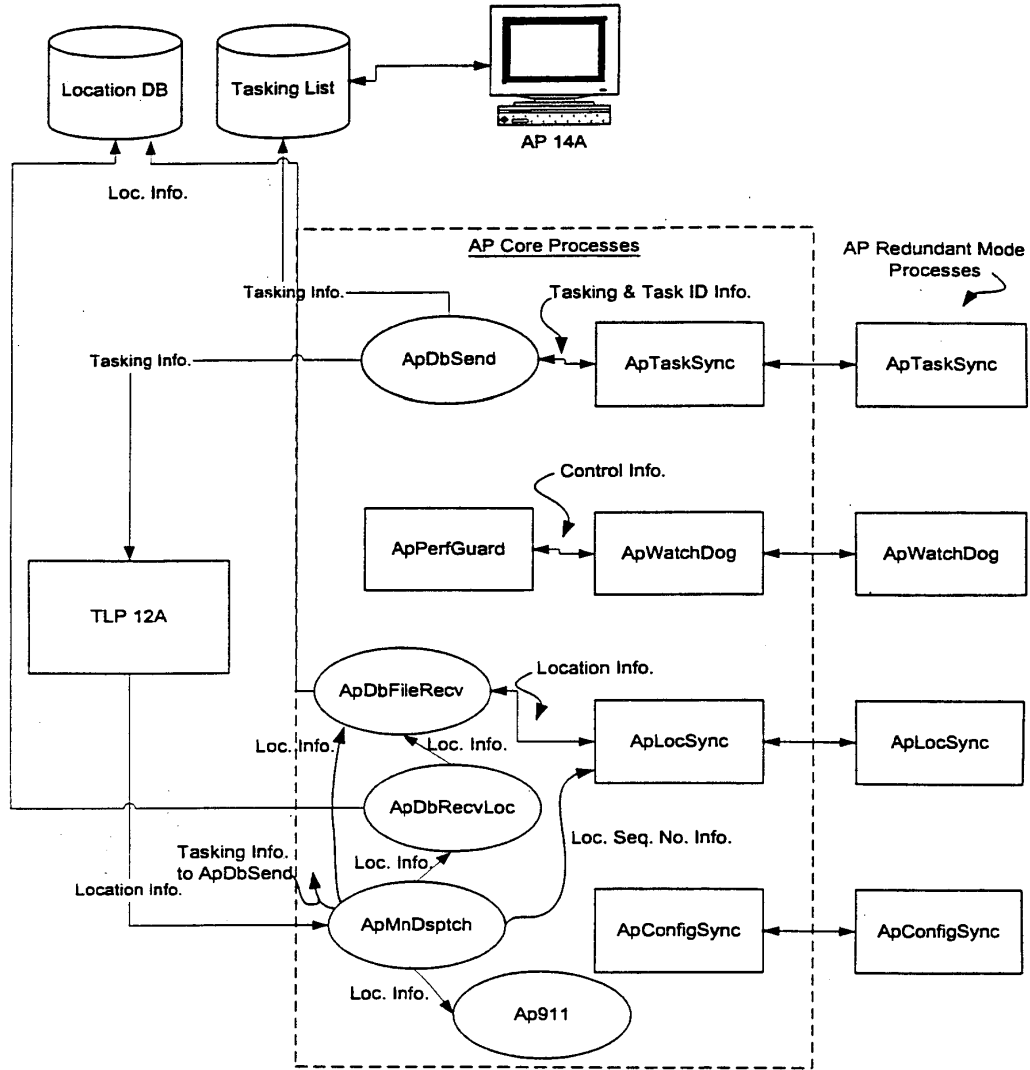 Location DB
Tasking List
AP 14A
Loc. Info.
AP Core Processes
AP Redundant Mode
Processes
Tasking Info.
Tasking & Task ID Info.
Tasking Info.
ApDbSend
ApTaskSync
ApTaskSync
Control Info.
ApPerfGuard
ApWatchDog
ApWatchDog
TLP 12A
Location Info.
ApDbFileRecv
Loc. Info.
Loc. Info.
ApLocSync
ApLocSync
ApDbRecvLoc
Loc. Seq. No. Info.
Tasking Info.
to ApDbSend
Loc. Info.
Location Info.
ApMnDsptch
ApConfigSync
ApConfigSync
Loc. Info.
Ap911